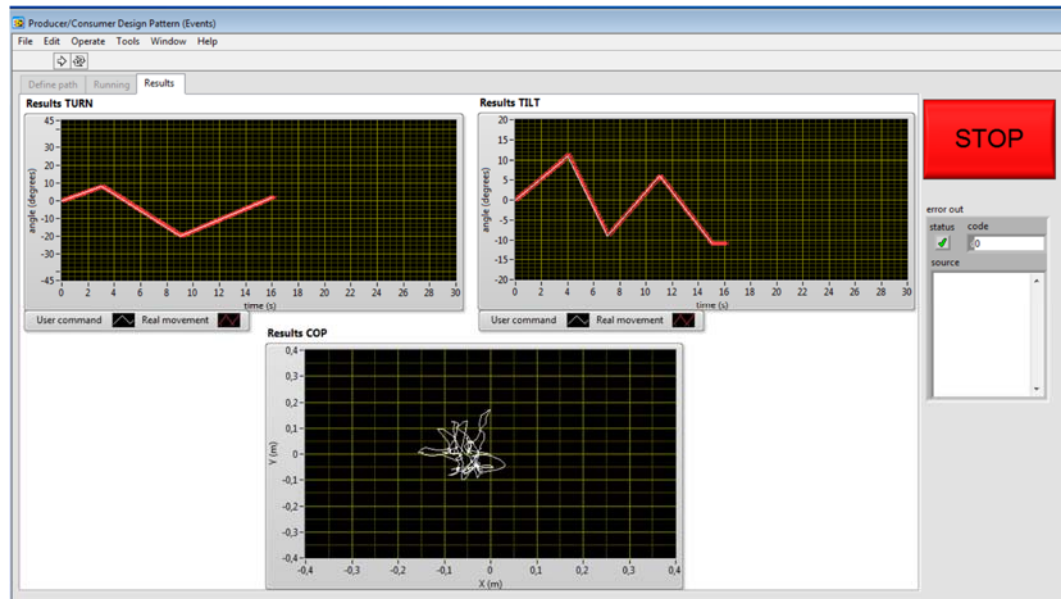 Producer/Consumer Design Pattern (Events)
File Edit Operate Tools Window Help
Define path Running Results
Results TURN
45
30
20
10
0
-10
-20
-30
-45
angle (degrees)
0 2 4 6 8 10 12 14 16 18 20 22 24 26 28 30
time (s)
User command Real movement
Results TILT
20
15
10
5
0
-5
-10
-15
-20
angle (degrees)
0 2 4 6 8 10 12 14 16 18 20 22 24 26 28 30
time (s)
User command Real movement
STOP
error out
status code
0
source
Results COP
0,4
0,3
0,2
0,1
0
-0,1
-0,2
-0,3
-0,4
Y (m)
-0,4 -0,3 -0,2 -0,1 0 0,1 0,2 0,3 0,4
X (m)